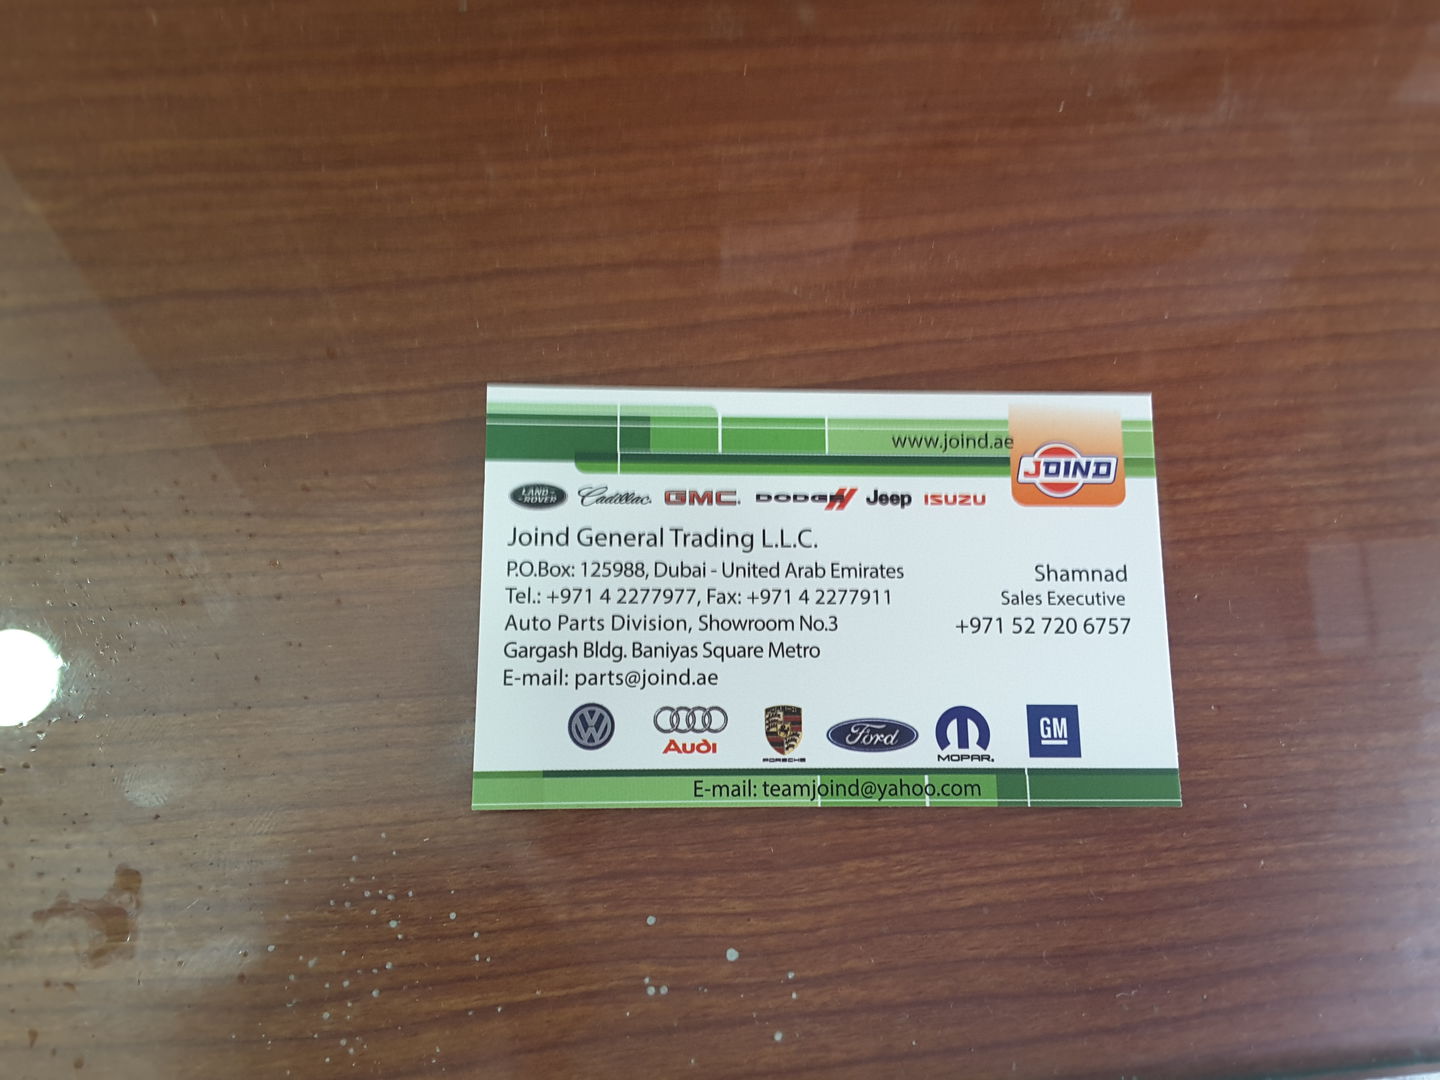 www.joind.ae
JOIND
LAND ROVER Cadillac GMC DODGE Jeep ISUZU
Joind General Trading L.L.C.
P.O.Box: 125988, Dubai - United Arab Emirates
Tel.: +971 4 2277977, Fax: +971 4 2277911
Auto Parts Division, Showroom No.3
Gargash Bldg. Baniyas Square Metro
E-mail: parts@joind.ae
Shamnad
Sales Executive
+971 52 720 6757
VW Audi PORSCHE Ford MOPAR GM
E-mail: teamjoind@yahoo.com